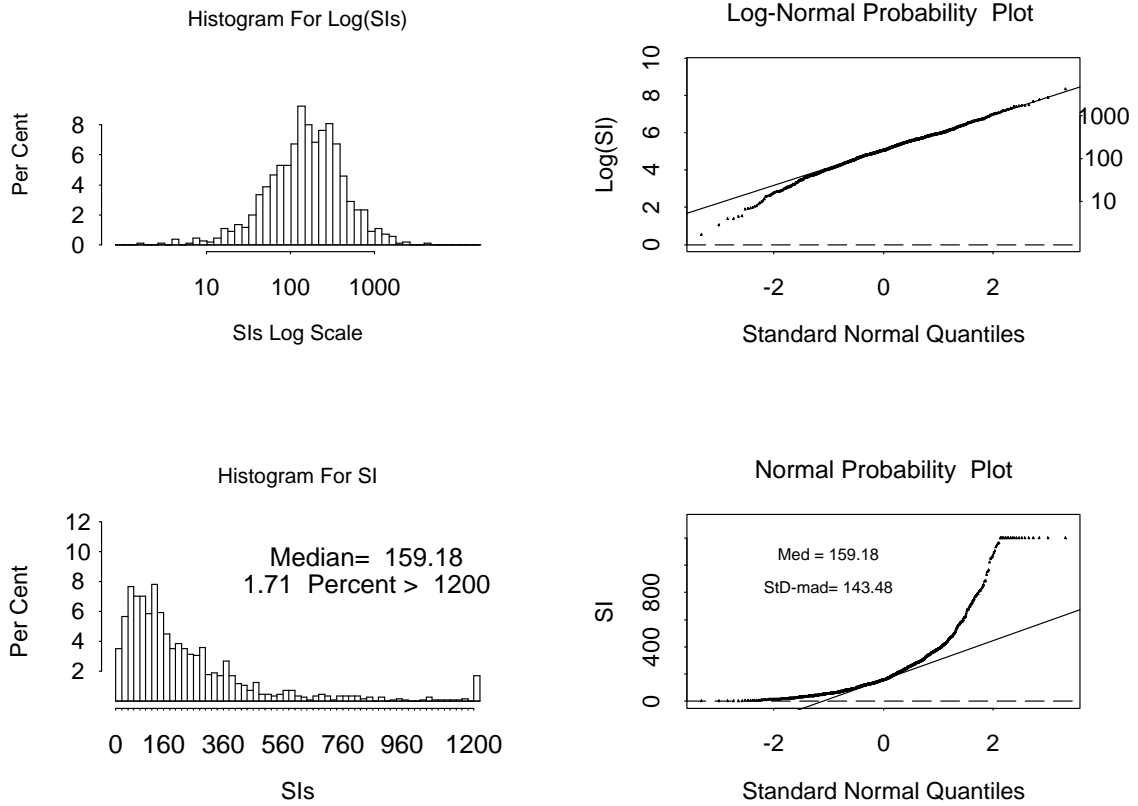 Histogram For Log(SIs)
Per Cent
8
6
4
2
0
10 100 1000
SIs Log Scale
Log-Normal Probability Plot
Log(SI)
10
8
6
4
2
0
1000
100
10
-2 0 2
Standard Normal Quantiles
Histogram For SI
Per Cent
12
10
8
6
4
2
Median= 159.18
1.71 Percent > 1200
0 160 360 560 760 960 1200
SIs
Normal Probability Plot
SI
800
400
0
Med = 159.18
StD-mad= 143.48
-2 0 2
Standard Normal Quantiles